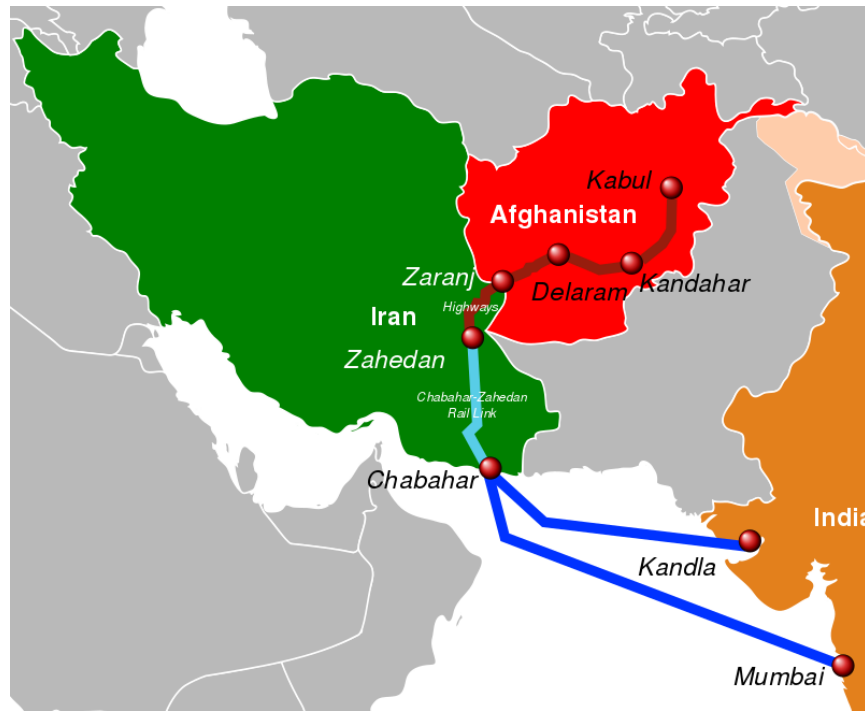 Kabul
Afghanistan
Zaranj
Delaram
Kandahar
Highways
Iran
Zahedan
Chabahar-Zahedan
Rail Link
Chabahar
India
Kandla
Mumbai